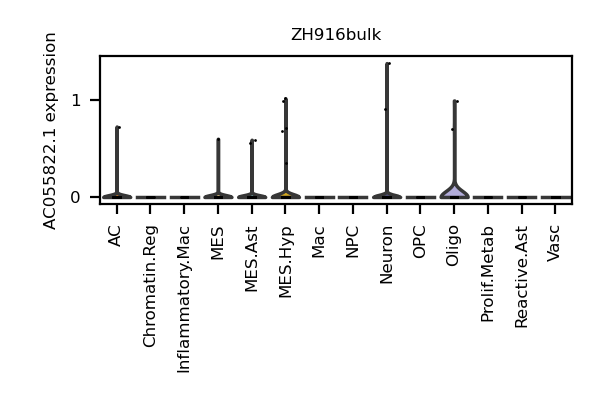 ZH916bulk
AC055822.1 expression
1
0
AC
Chromatin.Reg
Inflammatory.Mac
MES
MES.Ast
MES.Hyp
Mac
NPC
Neuron
OPC
Oligo
Prolif.Metab
Reactive.Ast
Vasc